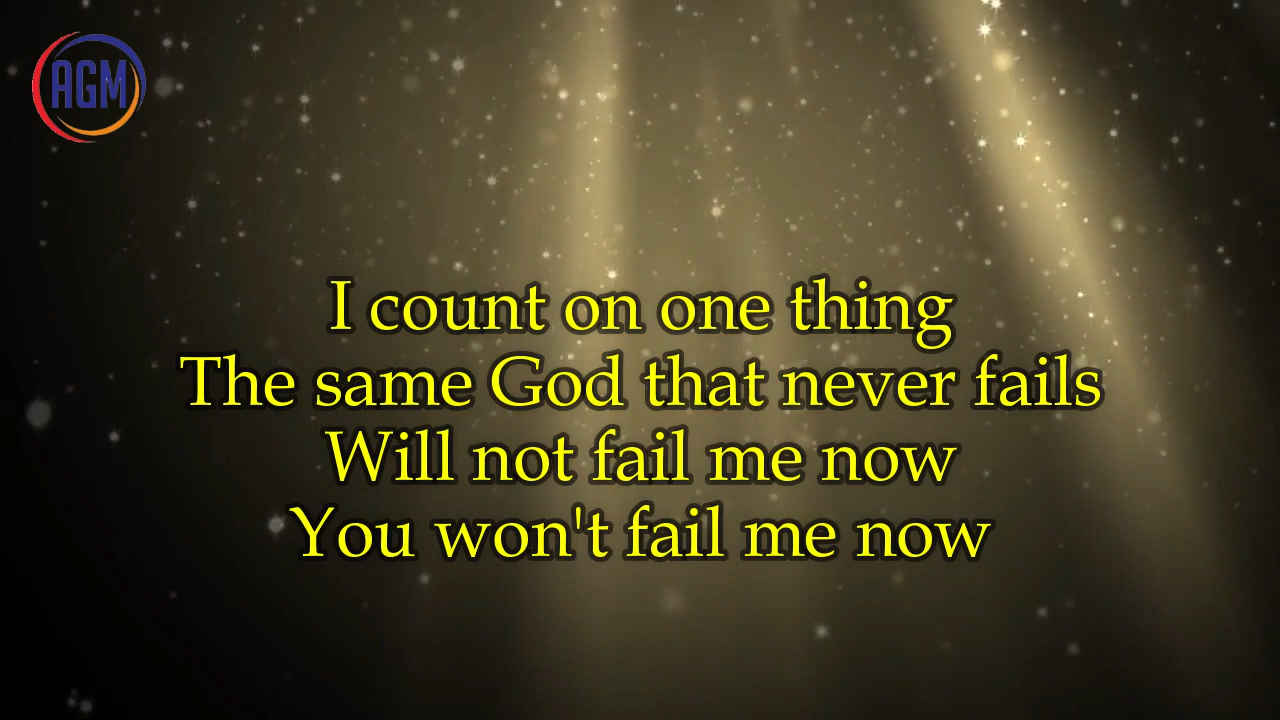 AGM
I count on one thing
The same God that never fails
Will not fail me now
You won't fail me now